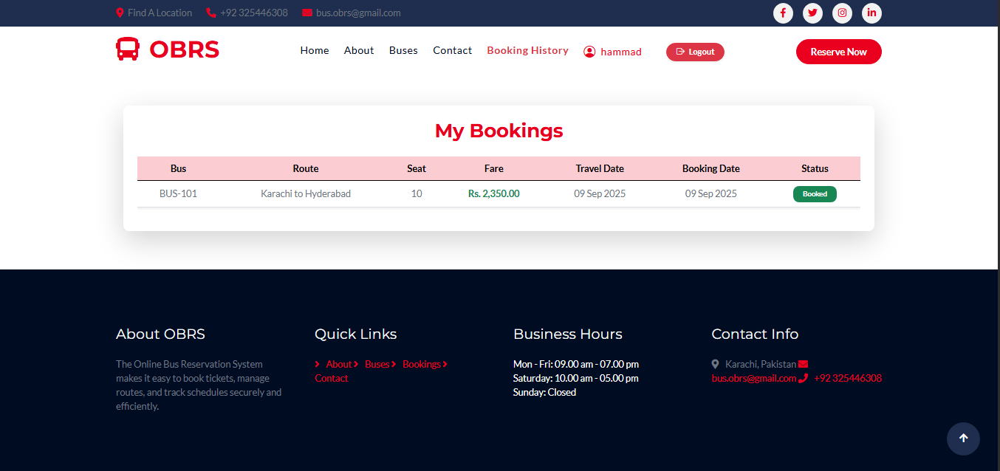 Find A Location +92 325446308 bus.obrs@gmail.com
OBRS Home About Buses Contact Booking History hammad Logout Reserve Now
My Bookings
Bus Route Seat Fare Travel Date Booking Date Status
BUS-101 Karachi to Hyderabad 10 Rs. 2,350.00 09 Sep 2025 09 Sep 2025 Booked
About OBRS
The Online Bus Reservation System
makes it easy to book tickets, manage
routes, and track schedules securely and
efficiently.
Quick Links
About Buses Bookings
Contact
Business Hours
Mon - Fri: 09.00 am - 07.00 pm
Saturday: 10.00 am - 05.00 pm
Sunday: Closed
Contact Info
Karachi, Pakistan
bus.obrs@gmail.com +92 325446308